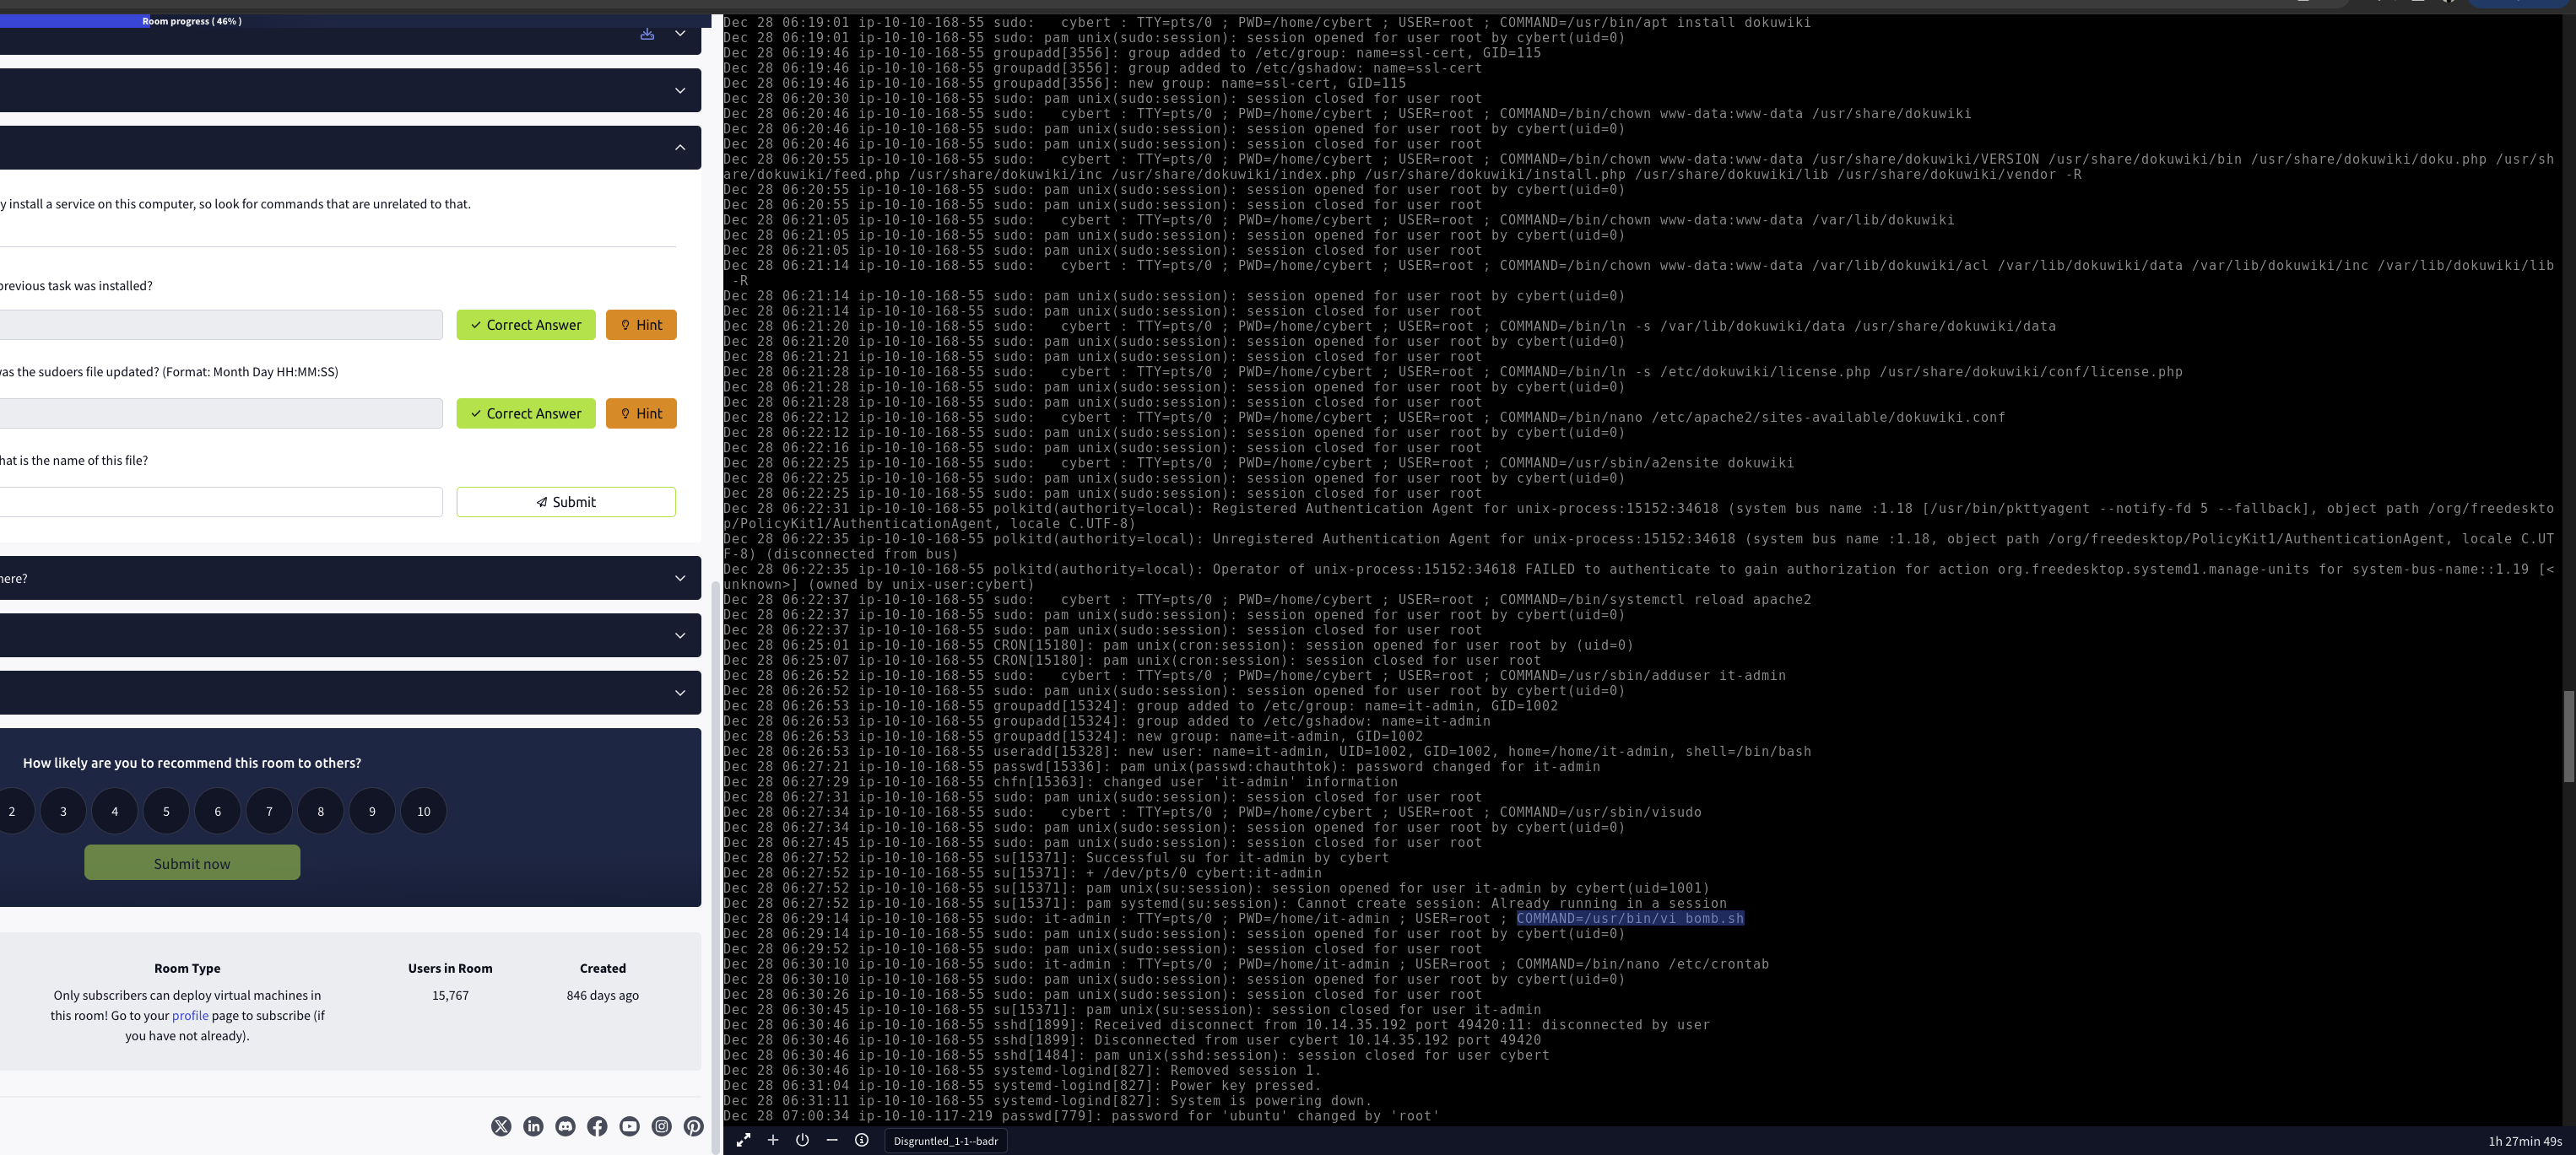 Room progress ( 46% )
y install a service on this computer, so look for commands that are unrelated to that.
previous task was installed?
Correct Answer
Hint
was the sudoers file updated? (Format: Month Day HH:MM:SS)
Correct Answer
Hint
hat is the name of this file?
Submit
here?
How likely are you to recommend this room to others?
2 3 4 5 6 7 8 9 10
Submit now
Room Type
Only subscribers can deploy virtual machines in
this room! Go to your profile page to subscribe (if
you have not already).
Users in Room
15,767
Created
846 days ago
Dec 28 06:19:01 ip-10-10-168-55 sudo:   cybert : TTY=pts/0 ; PWD=/home/cybert ; USER=root ; COMMAND=/usr/bin/apt install dokuwiki
Dec 28 06:19:01 ip-10-10-168-55 sudo: pam_unix(sudo:session): session opened for user root by cybert(uid=0)
Dec 28 06:19:46 ip-10-10-168-55 groupadd[3556]: group added to /etc/group: name=ssl-cert, GID=115
Dec 28 06:19:46 ip-10-10-168-55 groupadd[3556]: group added to /etc/gshadow: name=ssl-cert
Dec 28 06:19:46 ip-10-10-168-55 groupadd[3556]: new group: name=ssl-cert, GID=115
Dec 28 06:20:30 ip-10-10-168-55 sudo: pam_unix(sudo:session): session closed for user root
Dec 28 06:20:46 ip-10-10-168-55 sudo:   cybert : TTY=pts/0 ; PWD=/home/cybert ; USER=root ; COMMAND=/bin/chown www-data:www-data /usr/share/dokuwiki
Dec 28 06:20:46 ip-10-10-168-55 sudo: pam_unix(sudo:session): session opened for user root by cybert(uid=0)
Dec 28 06:20:46 ip-10-10-168-55 sudo: pam_unix(sudo:session): session closed for user root
Dec 28 06:20:55 ip-10-10-168-55 sudo:   cybert : TTY=pts/0 ; PWD=/home/cybert ; USER=root ; COMMAND=/bin/chown www-data:www-data /usr/share/dokuwiki/VERSION /usr/share/dokuwiki/bin /usr/share/dokuwiki/doku.php /usr/sh
are/dokuwiki/feed.php /usr/share/dokuwiki/inc /usr/share/dokuwiki/index.php /usr/share/dokuwiki/install.php /usr/share/dokuwiki/lib /usr/share/dokuwiki/vendor -R
Dec 28 06:20:55 ip-10-10-168-55 sudo: pam_unix(sudo:session): session opened for user root by cybert(uid=0)
Dec 28 06:20:55 ip-10-10-168-55 sudo: pam_unix(sudo:session): session closed for user root
Dec 28 06:21:05 ip-10-10-168-55 sudo:   cybert : TTY=pts/0 ; PWD=/home/cybert ; USER=root ; COMMAND=/bin/chown www-data:www-data /var/lib/dokuwiki
Dec 28 06:21:05 ip-10-10-168-55 sudo: pam_unix(sudo:session): session opened for user root by cybert(uid=0)
Dec 28 06:21:05 ip-10-10-168-55 sudo: pam_unix(sudo:session): session closed for user root
Dec 28 06:21:14 ip-10-10-168-55 sudo:   cybert : TTY=pts/0 ; PWD=/home/cybert ; USER=root ; COMMAND=/bin/chown www-data:www-data /var/lib/dokuwiki/acl /var/lib/dokuwiki/data /var/lib/dokuwiki/inc /var/lib/dokuwiki/lib
-R
Dec 28 06:21:14 ip-10-10-168-55 sudo: pam_unix(sudo:session): session opened for user root by cybert(uid=0)
Dec 28 06:21:14 ip-10-10-168-55 sudo: pam_unix(sudo:session): session closed for user root
Dec 28 06:21:20 ip-10-10-168-55 sudo:   cybert : TTY=pts/0 ; PWD=/home/cybert ; USER=root ; COMMAND=/bin/ln -s /var/lib/dokuwiki/data /usr/share/dokuwiki/data
Dec 28 06:21:20 ip-10-10-168-55 sudo: pam_unix(sudo:session): session opened for user root by cybert(uid=0)
Dec 28 06:21:21 ip-10-10-168-55 sudo: pam_unix(sudo:session): session closed for user root
Dec 28 06:21:28 ip-10-10-168-55 sudo:   cybert : TTY=pts/0 ; PWD=/home/cybert ; USER=root ; COMMAND=/bin/ln -s /etc/dokuwiki/license.php /usr/share/dokuwiki/conf/license.php
Dec 28 06:21:28 ip-10-10-168-55 sudo: pam_unix(sudo:session): session opened for user root by cybert(uid=0)
Dec 28 06:21:28 ip-10-10-168-55 sudo: pam_unix(sudo:session): session closed for user root
Dec 28 06:22:12 ip-10-10-168-55 sudo:   cybert : TTY=pts/0 ; PWD=/home/cybert ; USER=root ; COMMAND=/bin/nano /etc/apache2/sites-available/dokuwiki.conf
Dec 28 06:22:12 ip-10-10-168-55 sudo: pam_unix(sudo:session): session opened for user root by cybert(uid=0)
Dec 28 06:22:16 ip-10-10-168-55 sudo: pam_unix(sudo:session): session closed for user root
Dec 28 06:22:25 ip-10-10-168-55 sudo:   cybert : TTY=pts/0 ; PWD=/home/cybert ; USER=root ; COMMAND=/usr/sbin/a2ensite dokuwiki
Dec 28 06:22:25 ip-10-10-168-55 sudo: pam_unix(sudo:session): session opened for user root by cybert(uid=0)
Dec 28 06:22:25 ip-10-10-168-55 sudo: pam_unix(sudo:session): session closed for user root
Dec 28 06:22:31 ip-10-10-168-55 polkitd(authority=local): Registered Authentication Agent for unix-process:15152:34618 (system bus name :1.18 [/usr/bin/pkttyagent --notify-fd 5 --fallback], object path /org/freedeskto
p/PolicyKit1/AuthenticationAgent, locale C.UTF-8)
Dec 28 06:22:35 ip-10-10-168-55 polkitd(authority=local): Unregistered Authentication Agent for unix-process:15152:34618 (system bus name :1.18, object path /org/freedesktop/PolicyKit1/AuthenticationAgent, locale C.UT
F-8) (disconnected from bus)
Dec 28 06:22:35 ip-10-10-168-55 polkitd(authority=local): Operator of unix-process:15152:34618 FAILED to authenticate to gain authorization for action org.freedesktop.systemd1.manage-units for system-bus-name::1.19 [<
unknown>] (owned by unix-user:cybert)
Dec 28 06:22:37 ip-10-10-168-55 sudo:   cybert : TTY=pts/0 ; PWD=/home/cybert ; USER=root ; COMMAND=/bin/systemctl reload apache2
Dec 28 06:22:37 ip-10-10-168-55 sudo: pam_unix(sudo:session): session opened for user root by cybert(uid=0)
Dec 28 06:22:37 ip-10-10-168-55 sudo: pam_unix(sudo:session): session closed for user root
Dec 28 06:25:01 ip-10-10-168-55 CRON[15180]: pam_unix(cron:session): session opened for user root by (uid=0)
Dec 28 06:25:07 ip-10-10-168-55 CRON[15180]: pam_unix(cron:session): session closed for user root
Dec 28 06:26:52 ip-10-10-168-55 sudo:   cybert : TTY=pts/0 ; PWD=/home/cybert ; USER=root ; COMMAND=/usr/sbin/adduser it-admin
Dec 28 06:26:52 ip-10-10-168-55 sudo: pam_unix(sudo:session): session opened for user root by cybert(uid=0)
Dec 28 06:26:53 ip-10-10-168-55 groupadd[15324]: group added to /etc/group: name=it-admin, GID=1002
Dec 28 06:26:53 ip-10-10-168-55 groupadd[15324]: group added to /etc/gshadow: name=it-admin
Dec 28 06:26:53 ip-10-10-168-55 groupadd[15324]: new group: name=it-admin, GID=1002
Dec 28 06:26:53 ip-10-10-168-55 useradd[15328]: new user: name=it-admin, UID=1002, GID=1002, home=/home/it-admin, shell=/bin/bash
Dec 28 06:27:21 ip-10-10-168-55 passwd[15336]: pam_unix(passwd:chauthtok): password changed for it-admin
Dec 28 06:27:29 ip-10-10-168-55 chfn[15363]: changed user 'it-admin' information
Dec 28 06:27:31 ip-10-10-168-55 sudo: pam_unix(sudo:session): session closed for user root
Dec 28 06:27:34 ip-10-10-168-55 sudo:   cybert : TTY=pts/0 ; PWD=/home/cybert ; USER=root ; COMMAND=/usr/sbin/visudo
Dec 28 06:27:34 ip-10-10-168-55 sudo: pam_unix(sudo:session): session opened for user root by cybert(uid=0)
Dec 28 06:27:45 ip-10-10-168-55 sudo: pam_unix(sudo:session): session closed for user root
Dec 28 06:27:52 ip-10-10-168-55 su[15371]: Successful su for it-admin by cybert
Dec 28 06:27:52 ip-10-10-168-55 su[15371]: + /dev/pts/0 cybert:it-admin
Dec 28 06:27:52 ip-10-10-168-55 su[15371]: pam_unix(su:session): session opened for user it-admin by cybert(uid=1001)
Dec 28 06:27:52 ip-10-10-168-55 su[15371]: pam_systemd(su:session): Cannot create session: Already running in a session
Dec 28 06:29:14 ip-10-10-168-55 sudo: it-admin : TTY=pts/0 ; PWD=/home/it-admin ; USER=root ; COMMAND=/usr/bin/vi bomb.sh
Dec 28 06:29:14 ip-10-10-168-55 sudo: pam_unix(sudo:session): session opened for user root by cybert(uid=0)
Dec 28 06:29:52 ip-10-10-168-55 sudo: pam_unix(sudo:session): session closed for user root
Dec 28 06:30:10 ip-10-10-168-55 sudo: it-admin : TTY=pts/0 ; PWD=/home/it-admin ; USER=root ; COMMAND=/bin/nano /etc/crontab
Dec 28 06:30:10 ip-10-10-168-55 sudo: pam_unix(sudo:session): session opened for user root by cybert(uid=0)
Dec 28 06:30:26 ip-10-10-168-55 sudo: pam_unix(sudo:session): session closed for user root
Dec 28 06:30:45 ip-10-10-168-55 su[15371]: pam_unix(su:session): session closed for user it-admin
Dec 28 06:30:46 ip-10-10-168-55 sshd[1899]: Received disconnect from 10.14.35.192 port 49420:11: disconnected by user
Dec 28 06:30:46 ip-10-10-168-55 sshd[1899]: Disconnected from user cybert 10.14.35.192 port 49420
Dec 28 06:30:46 ip-10-10-168-55 sshd[1484]: pam_unix(sshd:session): session closed for user cybert
Dec 28 06:30:46 ip-10-10-168-55 systemd-logind[827]: Removed session 1.
Dec 28 06:31:04 ip-10-10-168-55 systemd-logind[827]: Power key pressed.
Dec 28 06:31:11 ip-10-10-168-55 systemd-logind[827]: System is powering down.
Dec 28 07:00:34 ip-10-10-117-219 passwd[779]: password for 'ubuntu' changed by 'root'
Disgruntled_1-1--badr
1h 27min 49s